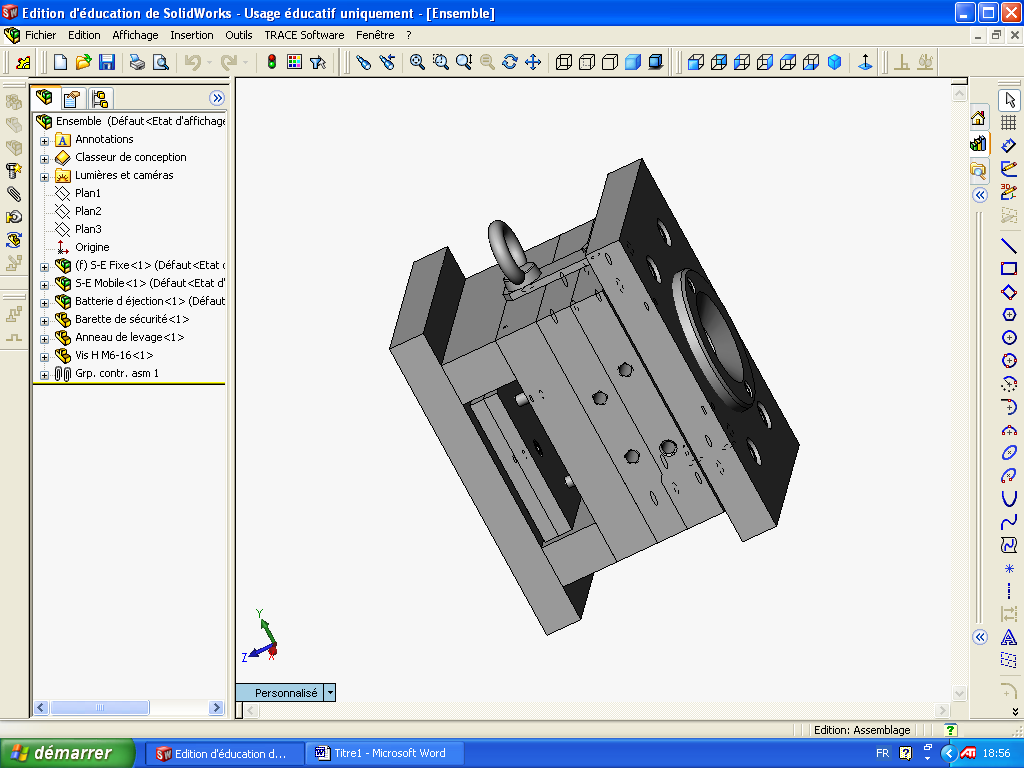 Edition d'éducation de SolidWorks - Usage éducatif uniquement - [Ensemble]
Fichier Edition Affichage Insertion Outils TRACE Software Fenêtre ?
Ensemble (Défaut<Etat d'affichage
Annotations
Classeur de conception
Lumières et caméras
Plan1
Plan2
Plan3
Origine
(f) S-E Fixe<1> (Défaut<Etat
S-E Mobile<1> (Défaut<Etat d'
Batterie d éjection<1> (Défaut
Barette de sécurité<1>
Anneau de levage<1>
Vis H M6-16<1>
Grp. contr. asm 1
Y
Z
X
Personnalisé
Edition: Assemblage
démarrer
Edition d'éducation d...
Titre1 - Microsoft Word
FR
18:56